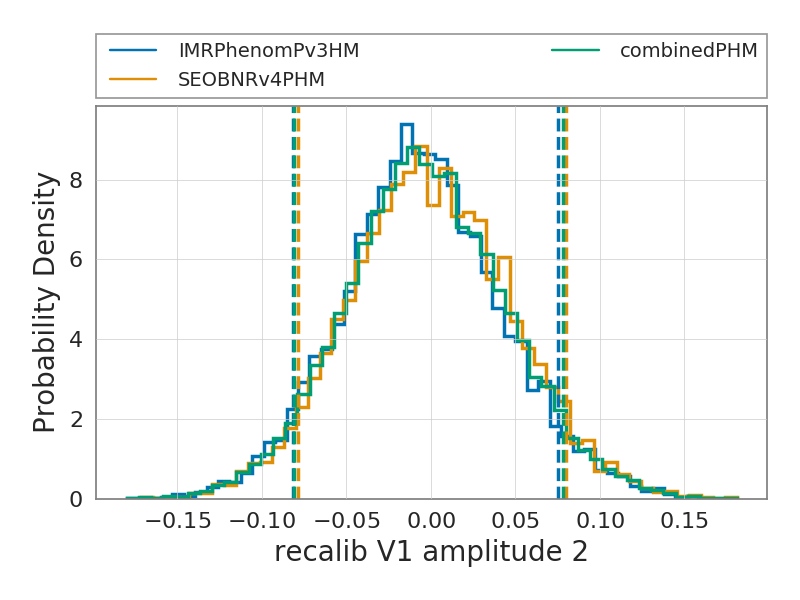 IMRPhenomPv3HM
combinedPHM
SEOBNRv4PHM
Probability Density
8
6
4
2
0
−0.15 −0.10 −0.05 0.00 0.05 0.10 0.15
recalib V1 amplitude 2